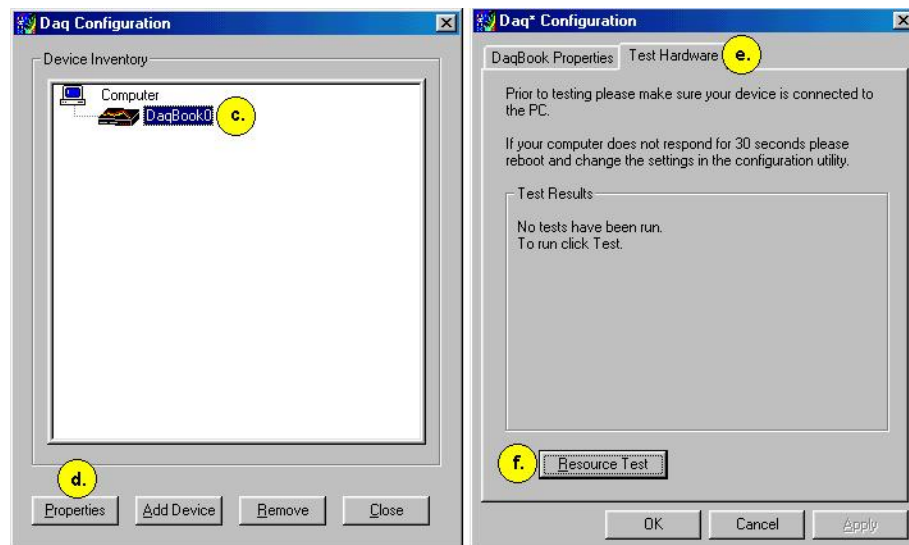 Daq Configuration
Device Inventory
Computer
DaqBook0
c.
d.
Properties
Add Device
Remove
Close
Daq* Configuration
DaqBook Properties
Test Hardware
e.
Prior to testing please make sure your device is connected to
the PC.
If your computer does not respond for 30 seconds please
reboot and change the settings in the configuration utility.
Test Results
No tests have been run.
To run click Test.
f.
Resource Test
OK
Cancel
Apply